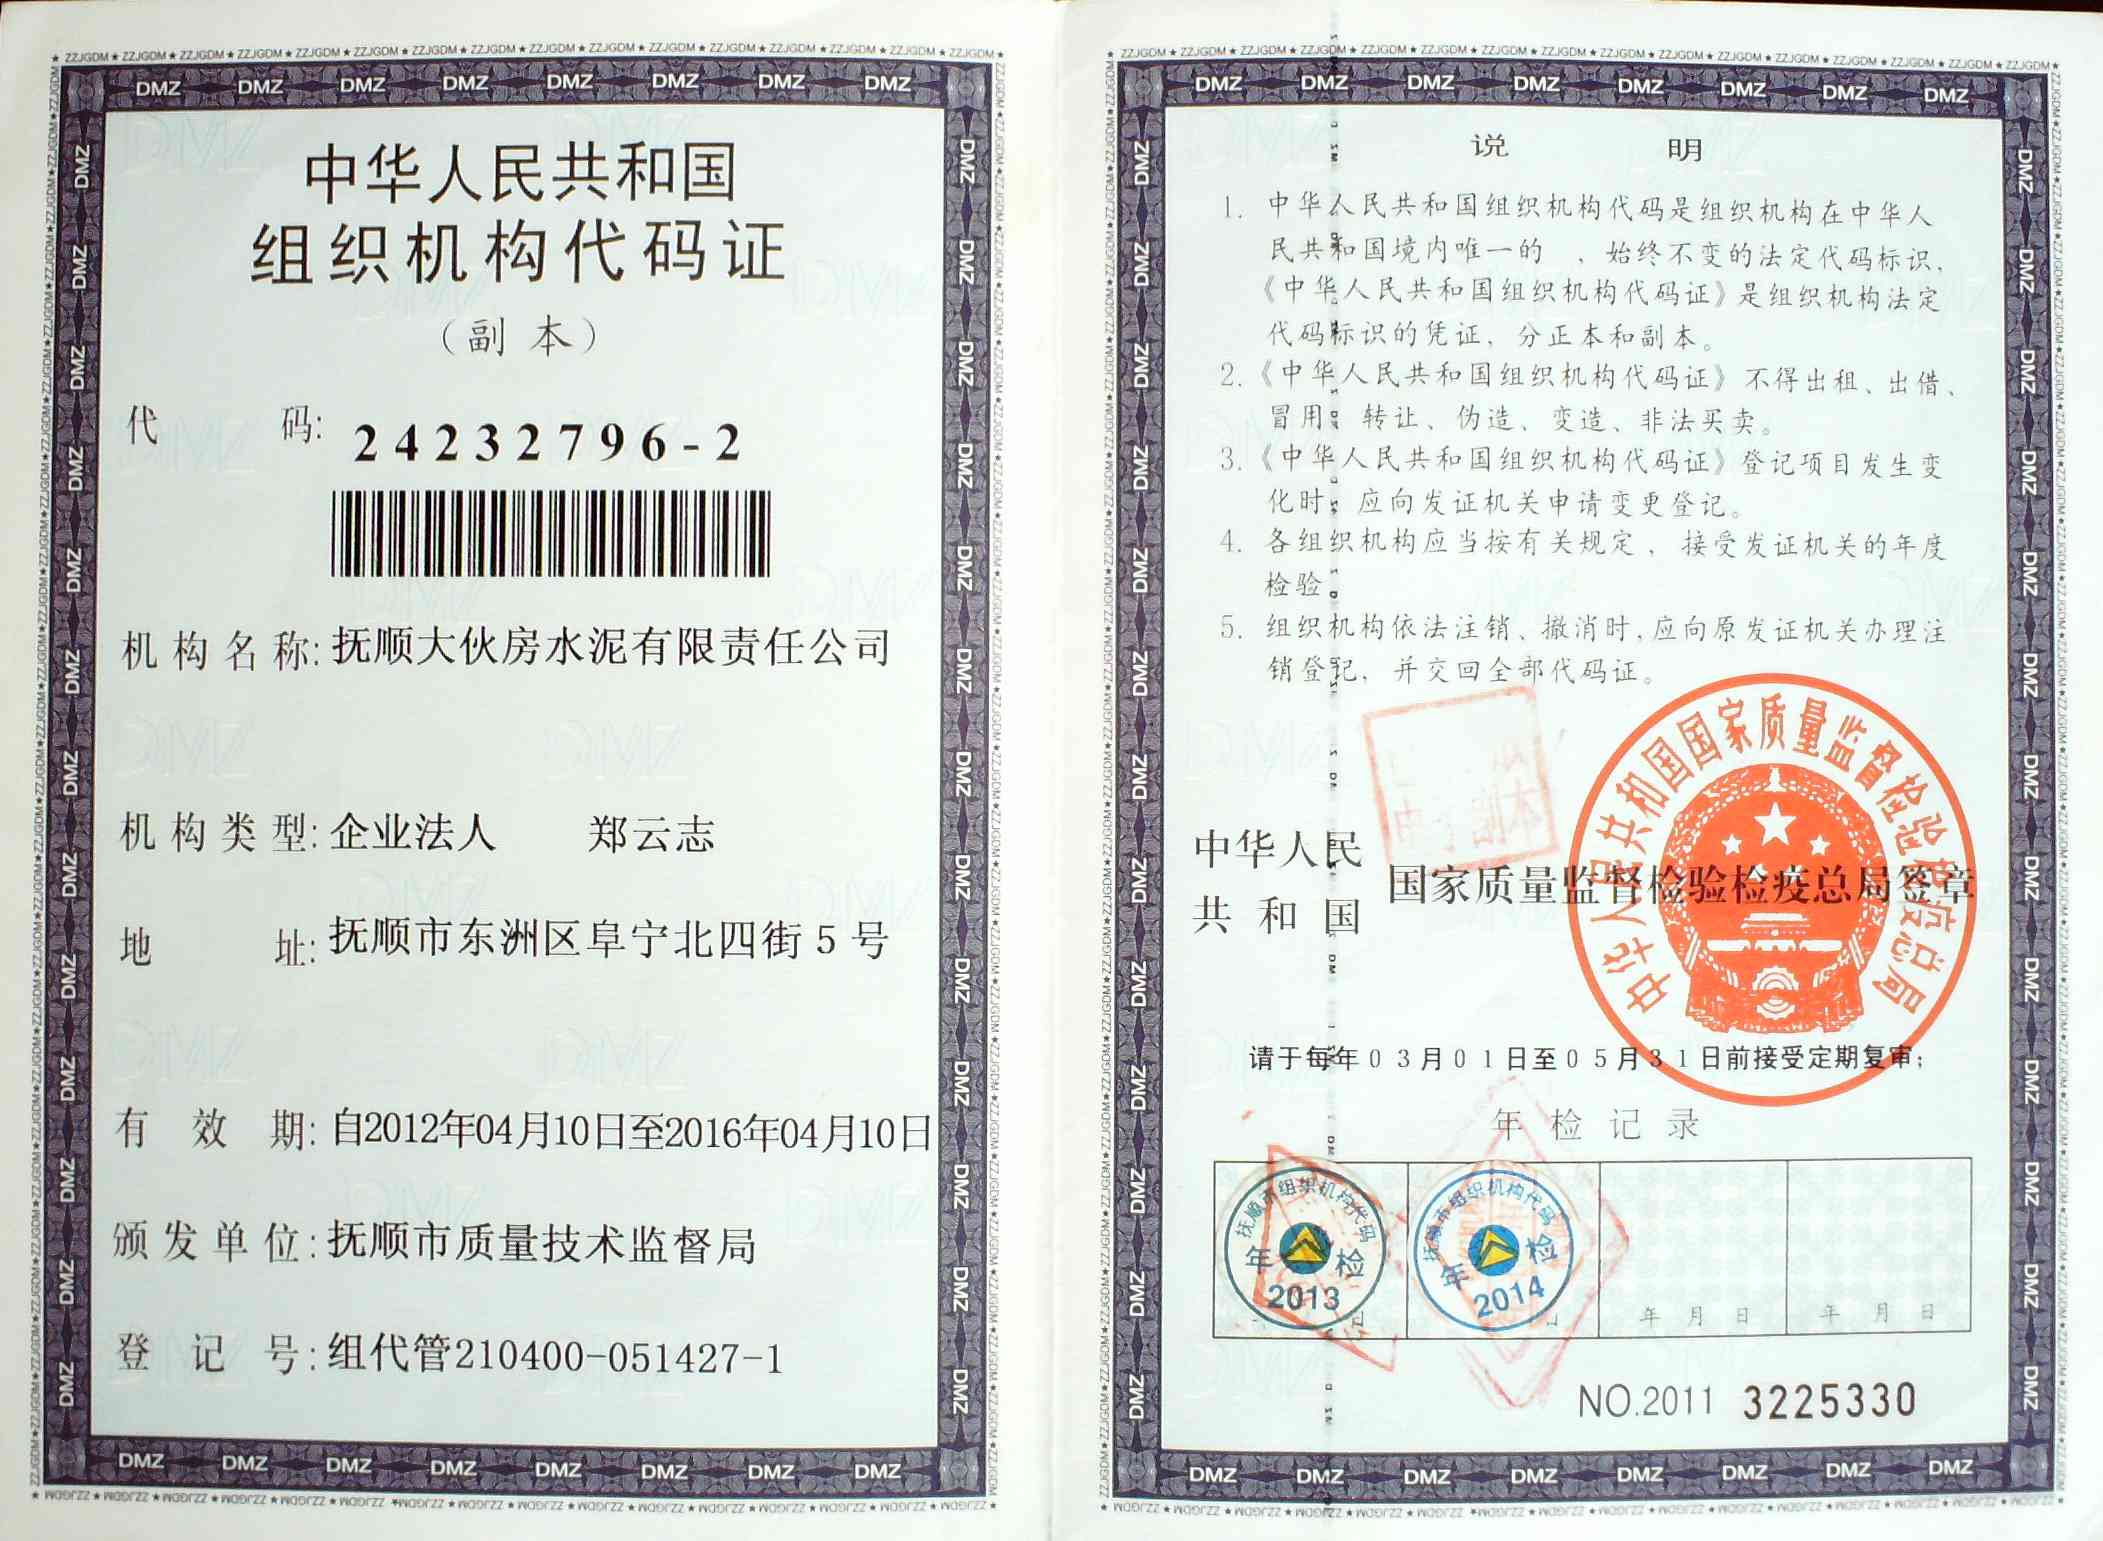 中华人民共和国
组织机构代码证
（副本）
代码: 24232796-2
机构名称: 抚顺大伙房水泥有限责任公司
机构类型: 企业法人 郑云志
地址: 抚顺市东洲区阜宁北四街5号
有效期: 自2012年04月10日至2016年04月10日
颁发单位: 抚顺市质量技术监督局
登记号: 组代管210400-051427-1
说明
1. 中华人民共和国组织机构代码是组织机构在中华人
民共和国境内唯一的 、始终不变的法定代码标识,
《中华人民共和国组织机构代码证》是组织机构法定
代码标识的凭证, 分正本和副本。
2.《中华人民共和国组织机构代码证》不得出租、出借、
冒用、转让、伪造、变造、非法买卖。
3.《中华人民共和国组织机构代码证》登记项目发生变
化时, 应向发证机关申请变更登记。
4. 各组织机构应当按有关规定, 接受发证机关的年度
检验
5. 组织机构依法注销、撤消时, 应向原发证机关办理注
销登记, 并交回全部代码证。
中华人民共和国国家质量监督检验检疫总局
中华人民
共和国
国家质量监督检验检疫总局签章
请于每年03月01日至05月31日前接受定期复审;
年检记录
抚顺市组织机构代码
年检
2013
抚顺市组织机构代码
年检
2014
年 月 日
年 月 日
NO.2011 3225330
DMZ
ZZJGDM